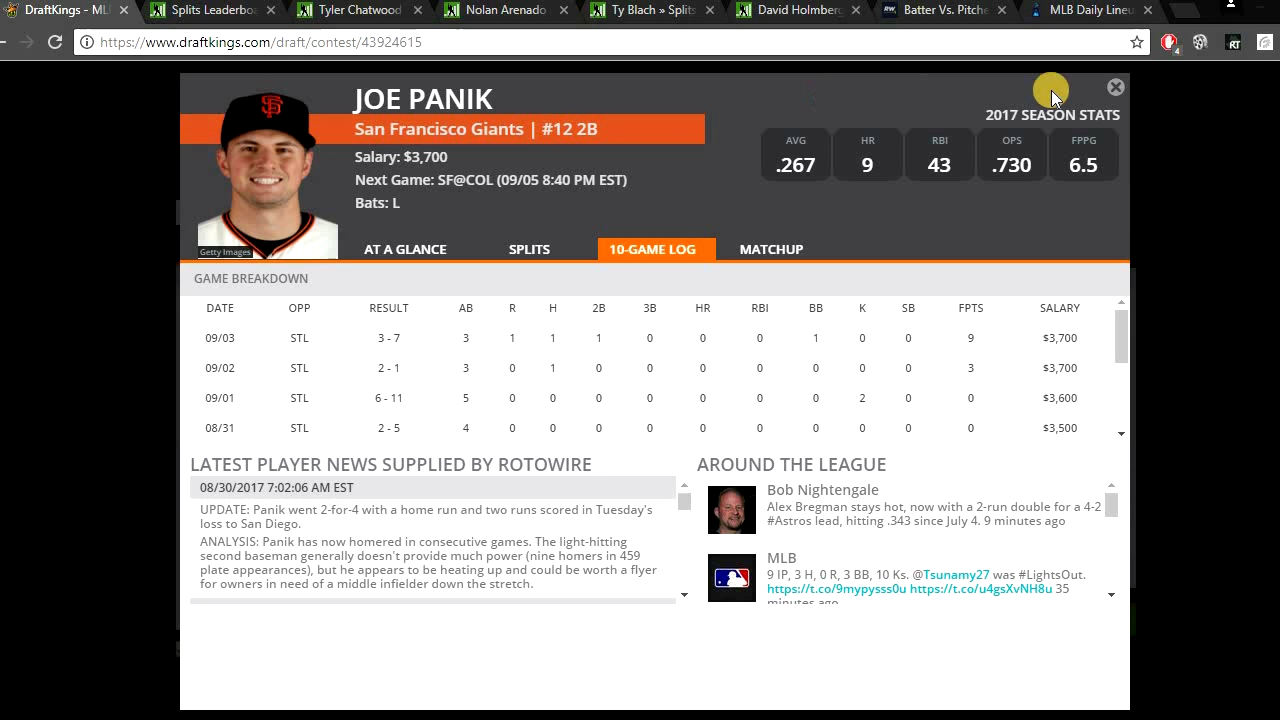 DraftKings - ML
Splits Leaderboa
Tyler Chatwood
Nolan Arenado
Ty Blach » Splits
David Holmberg
RW
Batter Vs. Pitche
MLB Daily Lineu
https://www.draftkings.com/draft/contest/43924615
4
RT
SF
JOE PANIK
San Francisco Giants | #12 2B
Salary: $3,700
Next Game: SF@COL (09/05 8:40 PM EST)
Bats: L
Getty Images
2017 SEASON STATS
AVG HR RBI OPS FPPG
.267 9 43 .730 6.5
AT A GLANCE SPLITS 10-GAME LOG MATCHUP
GAME BREAKDOWN
DATE OPP RESULT AB R H 2B 3B HR RBI BB K SB FPTS SALARY
09/03 STL 3 - 7 3 1 1 1 0 0 0 1 0 0 9 $3,700
09/02 STL 2 - 1 3 0 1 0 0 0 0 0 0 0 3 $3,700
09/01 STL 6 - 11 5 0 0 0 0 0 0 0 2 0 0 $3,600
08/31 STL 2 - 5 4 0 0 0 0 0 0 0 0 0 0 $3,500
LATEST PLAYER NEWS SUPPLIED BY ROTOWIRE
08/30/2017 7:02:06 AM EST
UPDATE: Panik went 2-for-4 with a home run and two runs scored in Tuesday's
loss to San Diego.
ANALYSIS: Panik has now homered in consecutive games. The light-hitting
second baseman generally doesn't provide much power (nine homers in 459
plate appearances), but he appears to be heating up and could be worth a flyer
for owners in need of a middle infielder down the stretch.
AROUND THE LEAGUE
Bob Nightengale
Alex Bregman stays hot, now with a 2-run double for a 4-2
#Astros lead, hitting .343 since July 4. 9 minutes ago
MLB
9 IP, 3 H, 0 R, 3 BB, 10 Ks. @Tsunamy27 was #LightsOut.
https://t.co/9mypysss0u https://t.co/u4gsXvNH8u 35
minutes ago